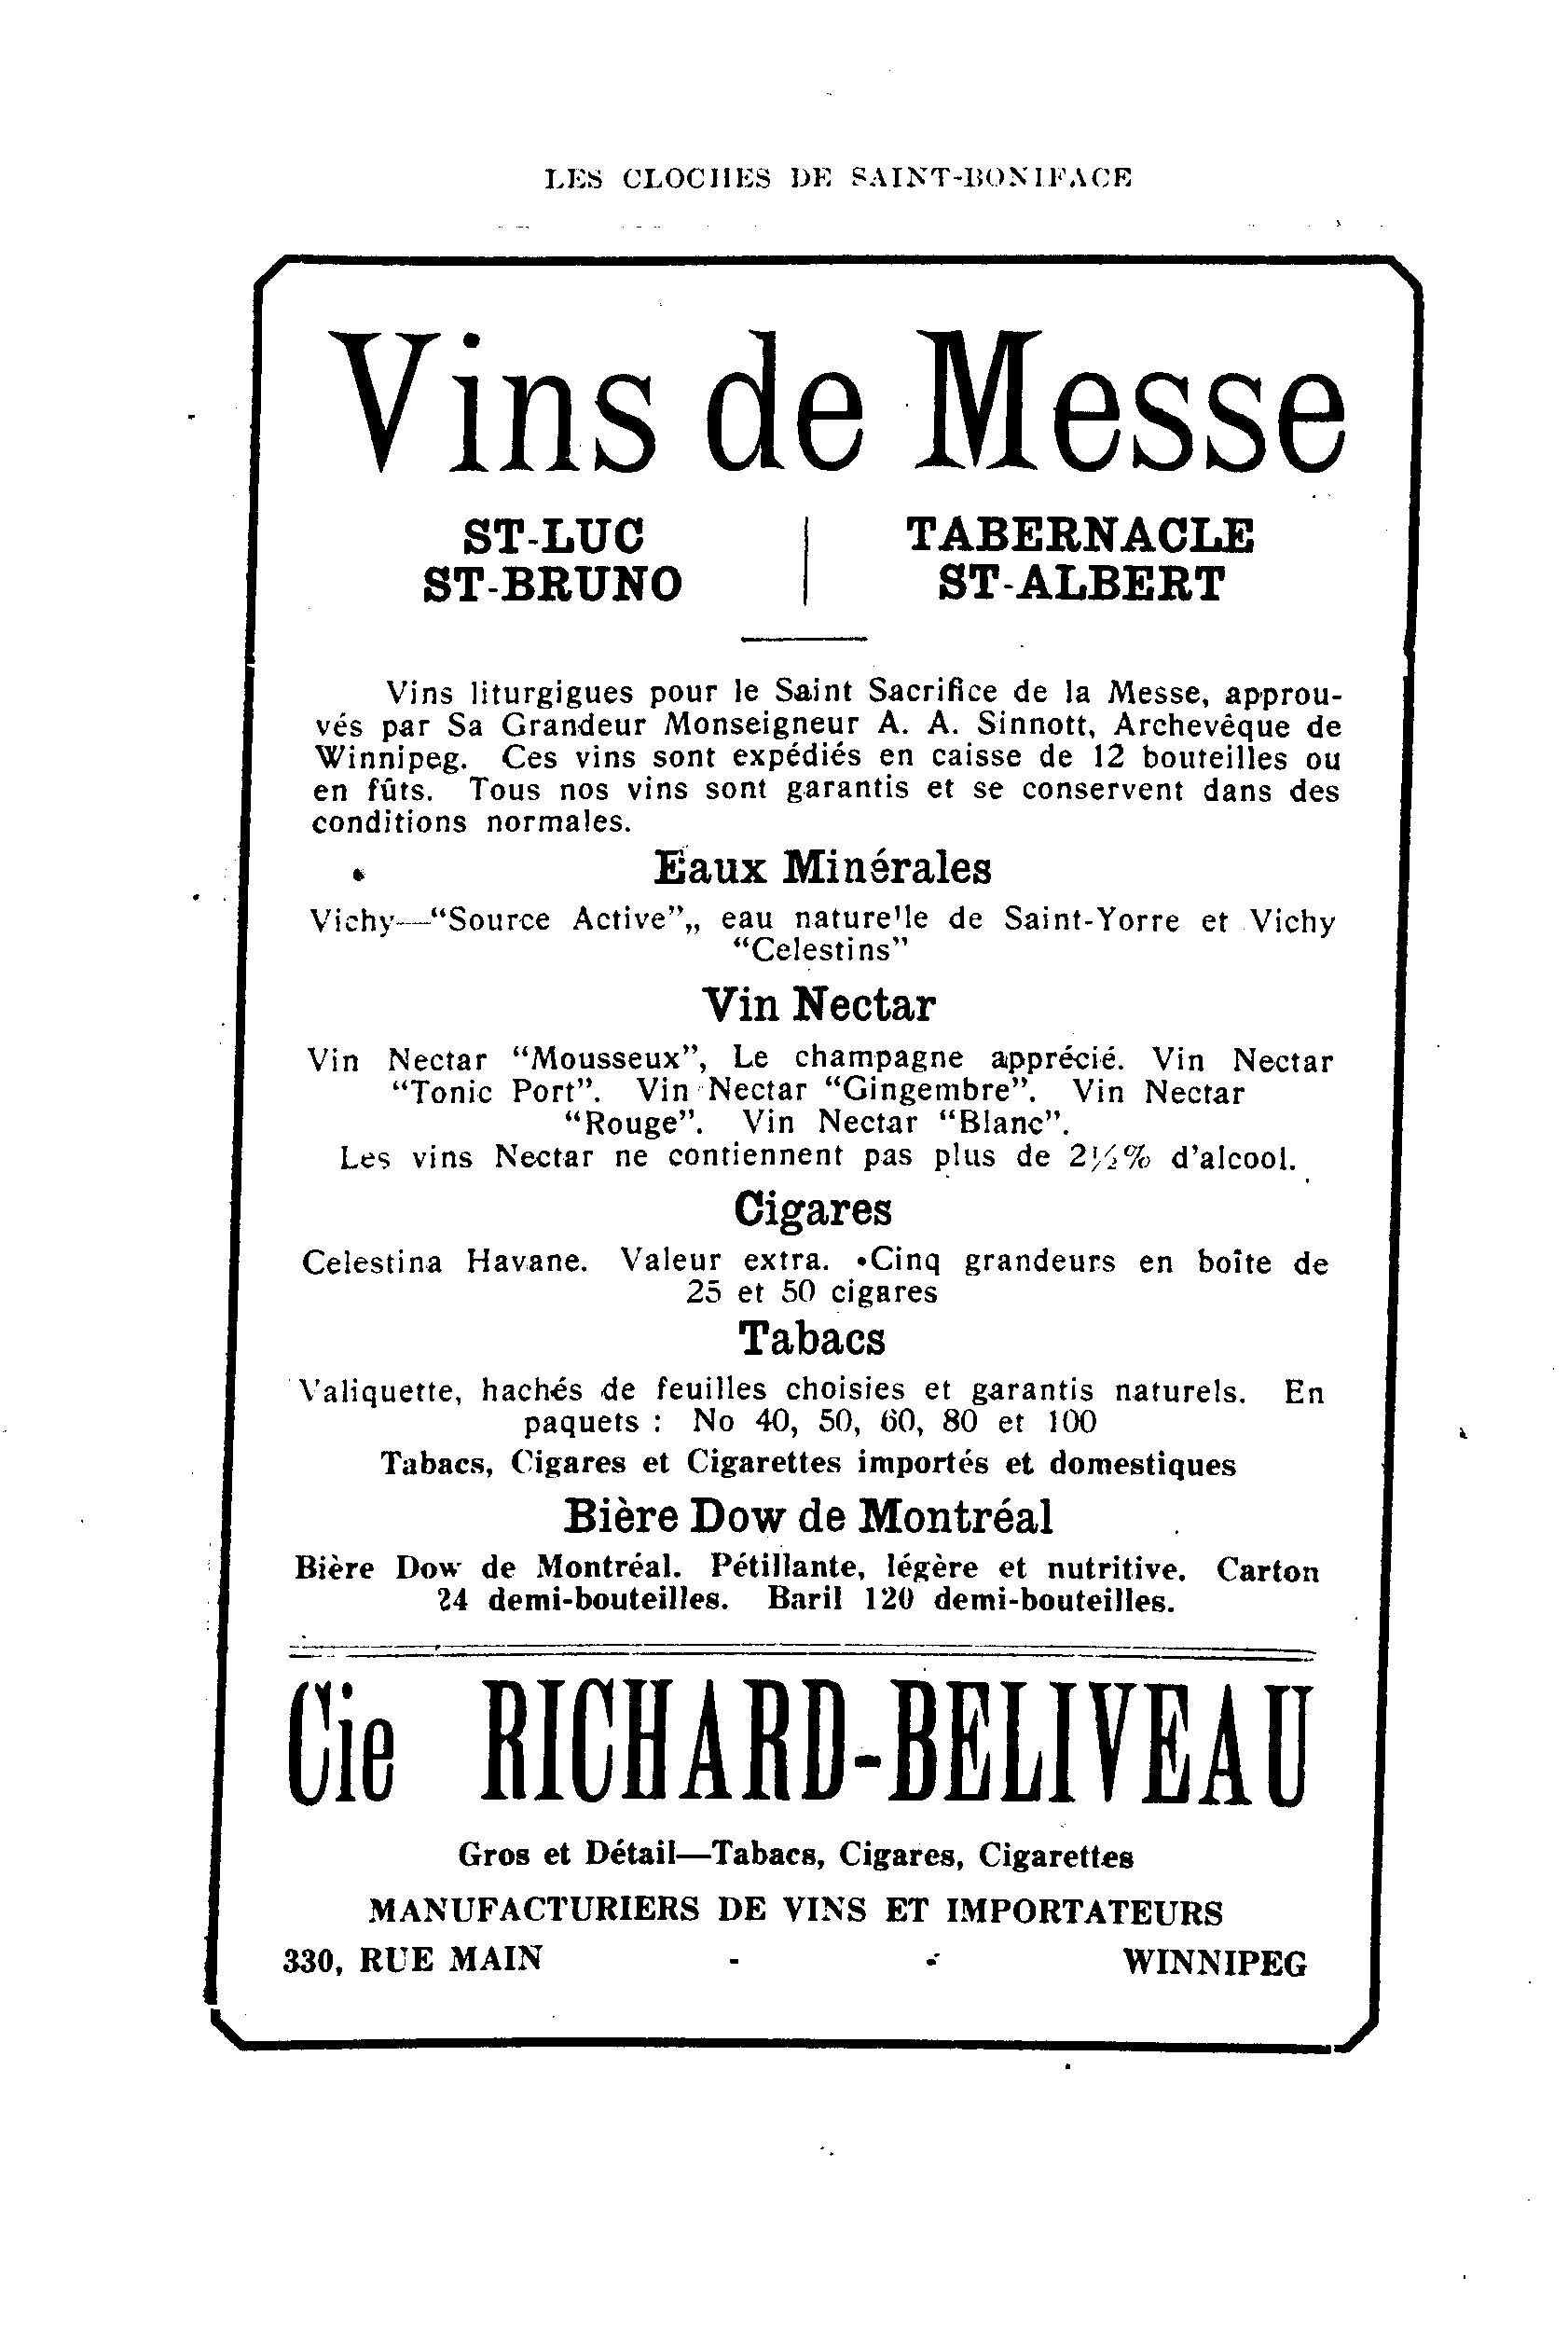 LES CLOCHES DE SAINT-BONIFACE
Vins de Messe
ST-LUC
ST-BRUNO
TABERNACLE
ST-ALBERT
Vins liturgigues pour le Saint Sacrifice de la Messe, approu-
vés par Sa Grandeur Monseigneur A. A. Sinnott, Archevêque de
Winnipeg. Ces vins sont expédiés en caisse de 12 bouteilles ou
en fûts. Tous nos vins sont garantis et se conservent dans des
conditions normales.
Eaux Minérales
Vichy—“Source Active”,, eau nature'le de Saint-Yorre et Vichy
“Celestins”
Vin Nectar
Vin Nectar “Mousseux”, Le champagne apprécié. Vin Nectar
“Tonic Port”. Vin Nectar “Gingembre”. Vin Nectar
“Rouge”. Vin Nectar “Blanc”.
Les vins Nectar ne contiennent pas plus de 2½% d'alcool.
Cigares
Celestina Havane. Valeur extra. •Cinq grandeurs en boîte de
25 et 50 cigares
Tabacs
Valiquette, hachés de feuilles choisies et garantis naturels. En
paquets : No 40, 50, 60, 80 et 100
Tabacs, Cigares et Cigarettes importés et domestiques
Bière Dow de Montréal
Bière Dow de Montréal. Pétillante, légère et nutritive. Carton
24 demi-bouteilles. Baril 120 demi-bouteilles.
Cie RICHARD-BELIVEAU
Gros et Détail—Tabacs, Cigares, Cigarettes
MANUFACTURIERS DE VINS ET IMPORTATEURS
330, RUE MAIN - - WINNIPEG